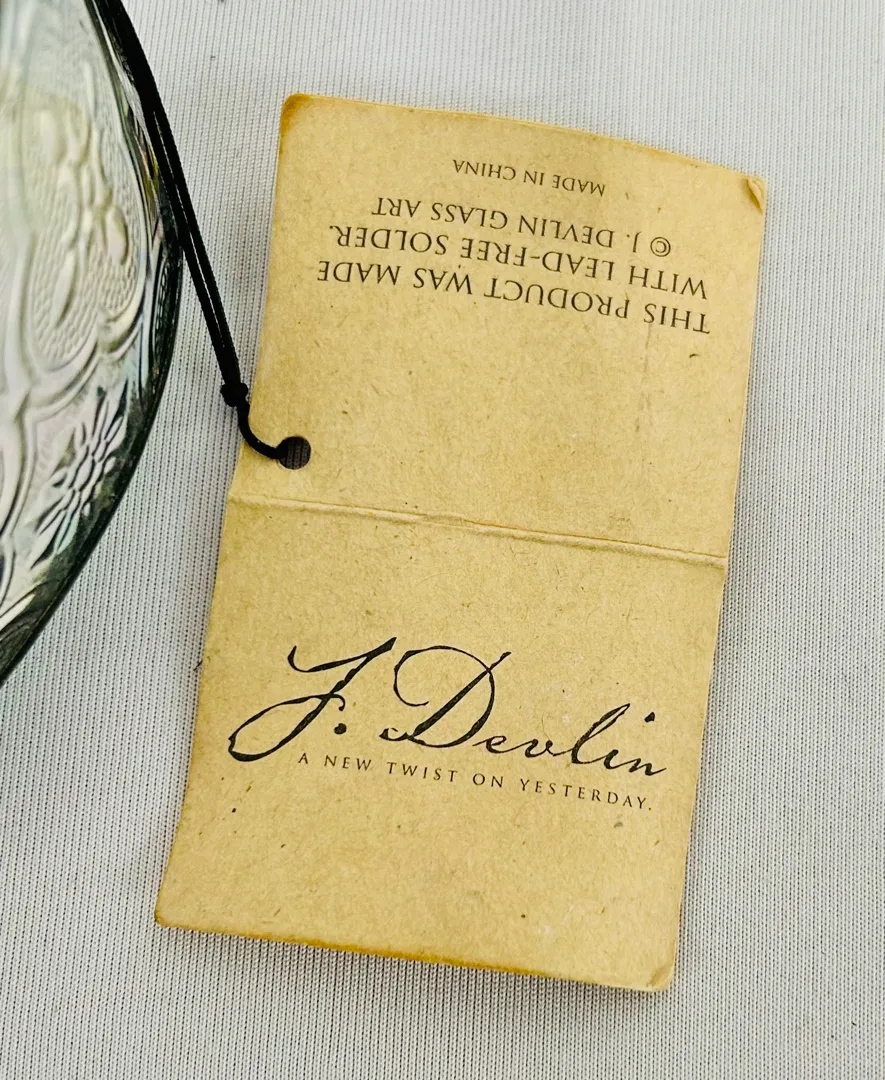 THIS PRODUCT WAS MADE
WITH LEAD-FREE SOLDER.
© J. DEVLIN GLASS ART
MADE IN CHINA
J. Devlin
A NEW TWIST ON YESTERDAY.